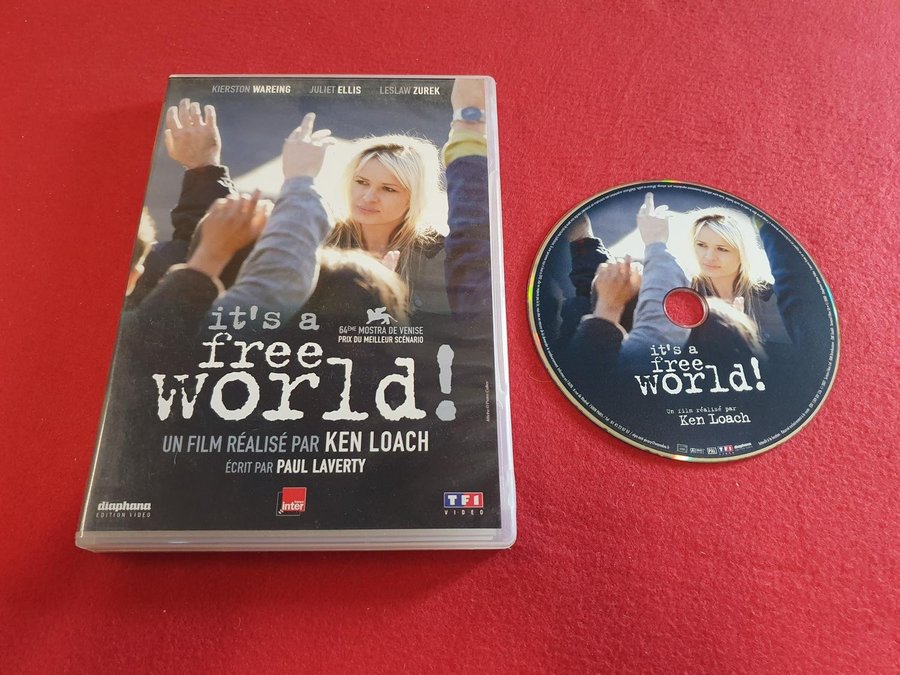 KIERSTON WAREING JULIET ELLIS LESLAW ZUREK
it's a
free
world!
64ÈME MOSTRA DE VENISE
PRIX DU MEILLEUR SCÉNARIO
UN FILM RÉALISÉ PAR KEN LOACH
ÉCRIT PAR PAUL LAVERTY
diaphana
EDITION VIDEO
inter
TF1
VIDEO
it's a
free
world!
Un film réalisé par
Ken Loach
TF1
diaphana